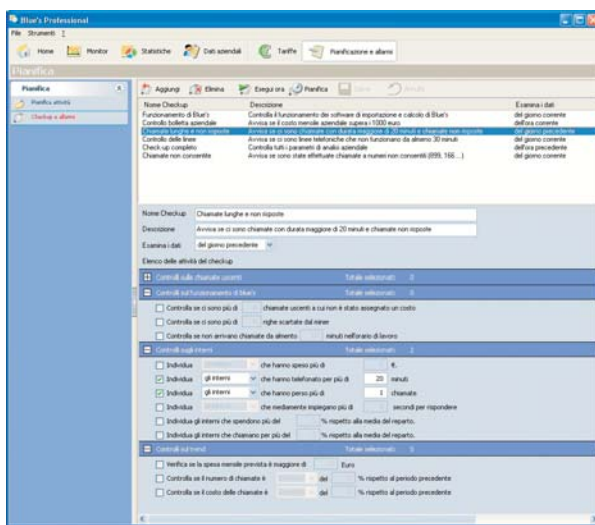 Blue's Professional
File Strumenti ?
Home Monitor Statistiche Dati aziendali Tariffe Pianificazione e allarmi
Pianifica
Pianifica
Pianifica attività
Checkup e allarmi
Aggiungi Elimina Esegui ora Pianifica Salva Annulla
Nome Checkup Descrizione Esamina i dati
Funzionamento di Blue's Controlla il funzionamento dei software di importazione e calcolo di Blue's del giorno corrente
Controllo bolletta aziendale Avvisa se il costo mensile aziendale supera i 1000 euro dell'ora corrente
Chiamate lunghe e non risposte Avvisa se ci sono chiamate con durata maggiore di 20 minuti e chiamate non risposte del giorno precedente
Controllo delle linee Avvisa se ci sono linee telefoniche che non funzionano da almeno 30 minuti del giorno corrente
Check up completo Controlla tutti i parametri di analisi aziendale dell'ora precedente
Chiamate non consentite Avvisa se sono state effettuate chiamate a numeri non consentiti (899, 166....) del giorno corrente
Nome Checkup Chiamate lunghe e non risposte
Descrizione Avvisa se ci sono chiamate con durata maggiore di 20 minuti e chiamate non risposte
Esamina i dati del giorno precedente
Elenco delle attività del checkup
Controlli sulle chiamate uscenti Totale selezionati: 0
Controlli sul funzionamento di blue's Totale selezionati: 0
Controlla se ci sono più di chiamate uscenti a cui non è stato assegnato un costo
Controlla se ci sono più di righe scartate dal miner
Controlla se non arrivano chiamate da almento minuti nell'orario di lavoro
Controlli sugli interni Totale selezionati: 2
Individua che hanno speso più di €.
Individua gli interni che hanno telefonato per più di 20 minuti
Individua gli interni che hanno perso più di 1 chiamate
Individua che mediamente impiegano più di secondi per rispondere
Individua gli interni che spendono più del % rispetto alla media del reparto.
Individua gli interni che chiamano per più del % rispetto alla media del reparto.
Controlli sul trend Totale selezionati: 0
Verifica se la spesa mensile prevista è maggiore di Euro
Controlla se il numero di chiamate è del % rispetto al periodo precedente
Controlla se il costo delle chiamate è del % rispetto al periodo precedente